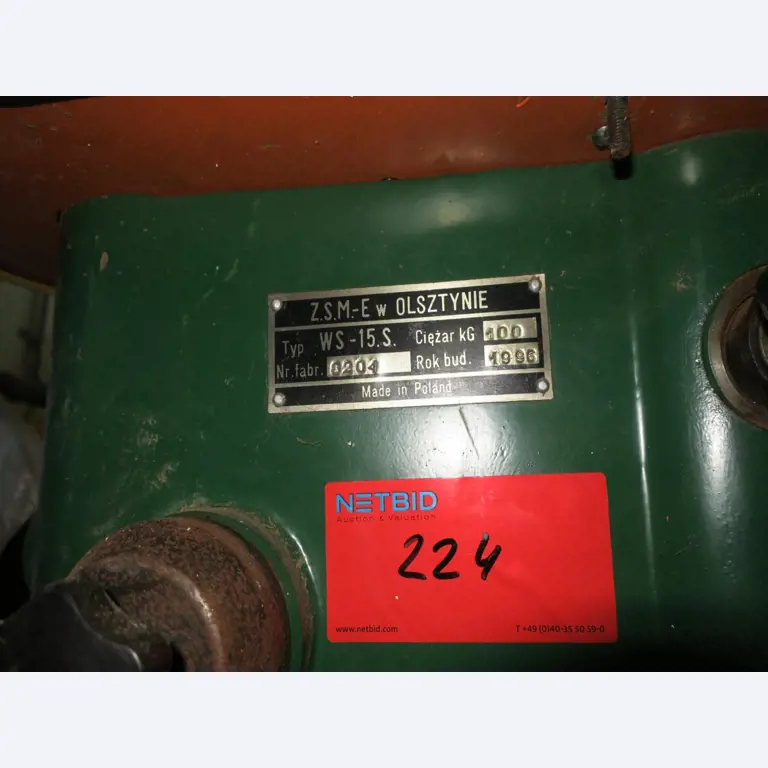 Z.S.M.-E w OLSZTYNIE
Typ WS-15.S. Ciężar kG 100
Nr.fabr. 0204 Rok bud. 1966
Made in Poland
NETBID
Auction & Valuation
224
www.netbid.com T +49 (0)40-35 50 59-0